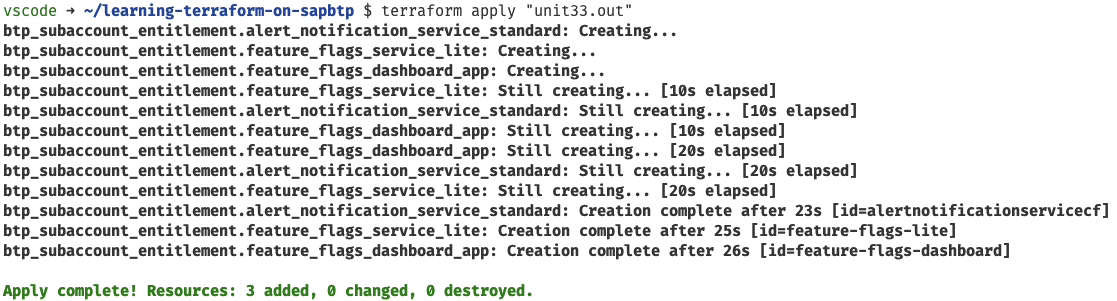 vscode → ~/learning-terraform-on-sapbtp $ terraform apply "unit33.out"
btp_subaccount_entitlement.alert_notification_service_standard: Creating...
btp_subaccount_entitlement.feature_flags_service_lite: Creating...
btp_subaccount_entitlement.feature_flags_dashboard_app: Creating...
btp_subaccount_entitlement.feature_flags_service_lite: Still creating... [10s elapsed]
btp_subaccount_entitlement.alert_notification_service_standard: Still creating... [10s elapsed]
btp_subaccount_entitlement.feature_flags_dashboard_app: Still creating... [10s elapsed]
btp_subaccount_entitlement.feature_flags_dashboard_app: Still creating... [20s elapsed]
btp_subaccount_entitlement.alert_notification_service_standard: Still creating... [20s elapsed]
btp_subaccount_entitlement.feature_flags_service_lite: Still creating... [20s elapsed]
btp_subaccount_entitlement.alert_notification_service_standard: Creation complete after 23s [id=alertnotificationservicecf]
btp_subaccount_entitlement.feature_flags_service_lite: Creation complete after 25s [id=feature-flags-lite]
btp_subaccount_entitlement.feature_flags_dashboard_app: Creation complete after 26s [id=feature-flags-dashboard]
Apply complete! Resources: 3 added, 0 changed, 0 destroyed.